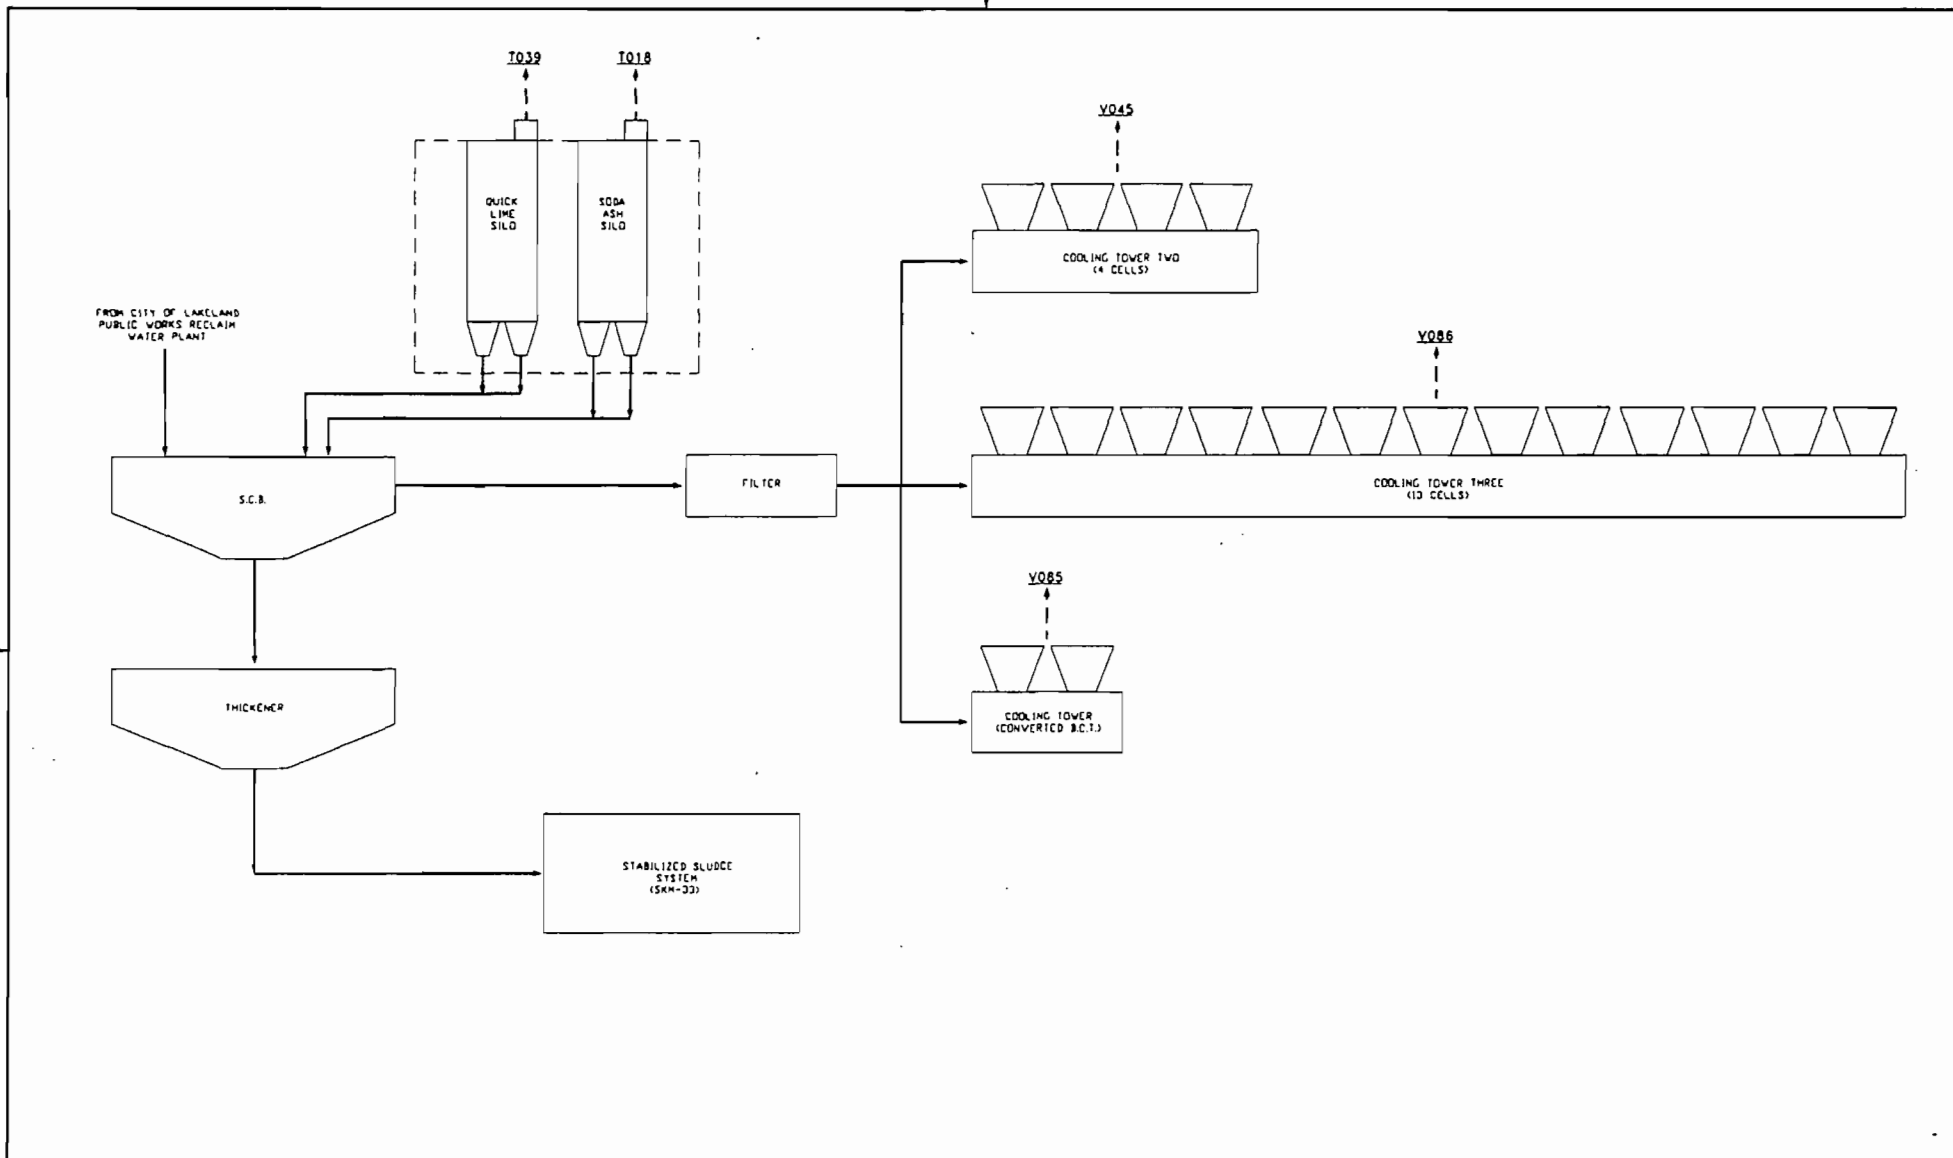 T039
T018
V045
QUICK
LIME
SILO
SODA
ASH
SILO
COOLING TOWER TWO
(4 CELLS)
FROM CITY OF LAKELAND
PUBLIC WORKS RECLAIM
WATER PLANT
V086
S.C.B.
FILTER
COOLING TOWER THREE
(13 CELLS)
V085
THICKENER
COOLING TOWER
(CONVERTED B.C.T.)
STABILIZED SLUDGE
SYSTEM
(SKM-33)